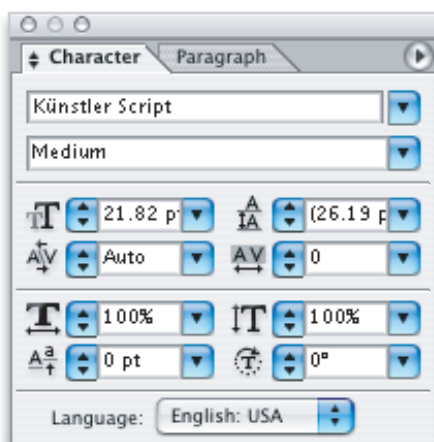 Character Paragraph
Künstler Script
Medium
21.82 p (26.19 p
Auto 0
100% 100%
0 pt 0°
Language: English: USA